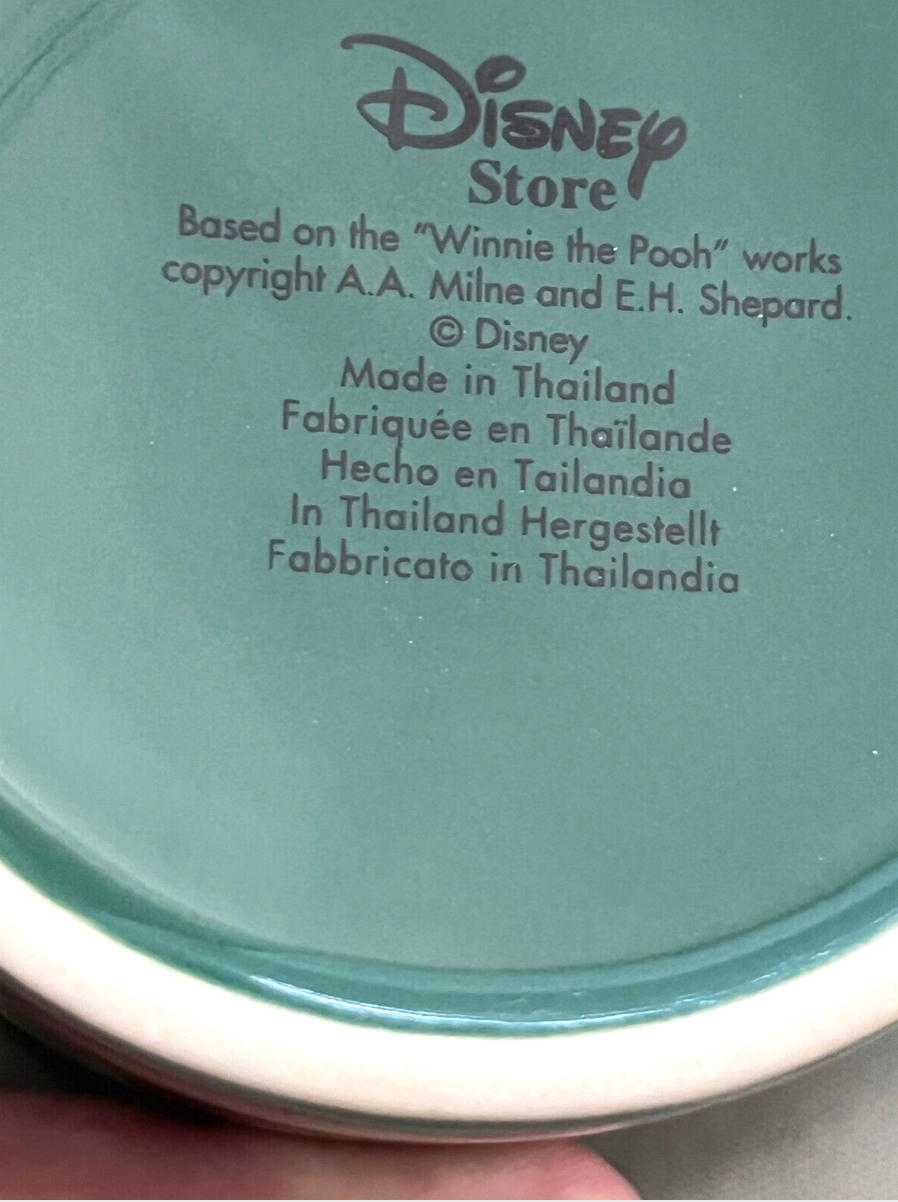 Disney
Store
Based on the "Winnie the Pooh" works
copyright A.A. Milne and E.H. Shepard.
© Disney
Made in Thailand
Fabriquée en Thaïlande
Hecho en Tailandia
In Thailand Hergestellt
Fabbricato in Thailandia